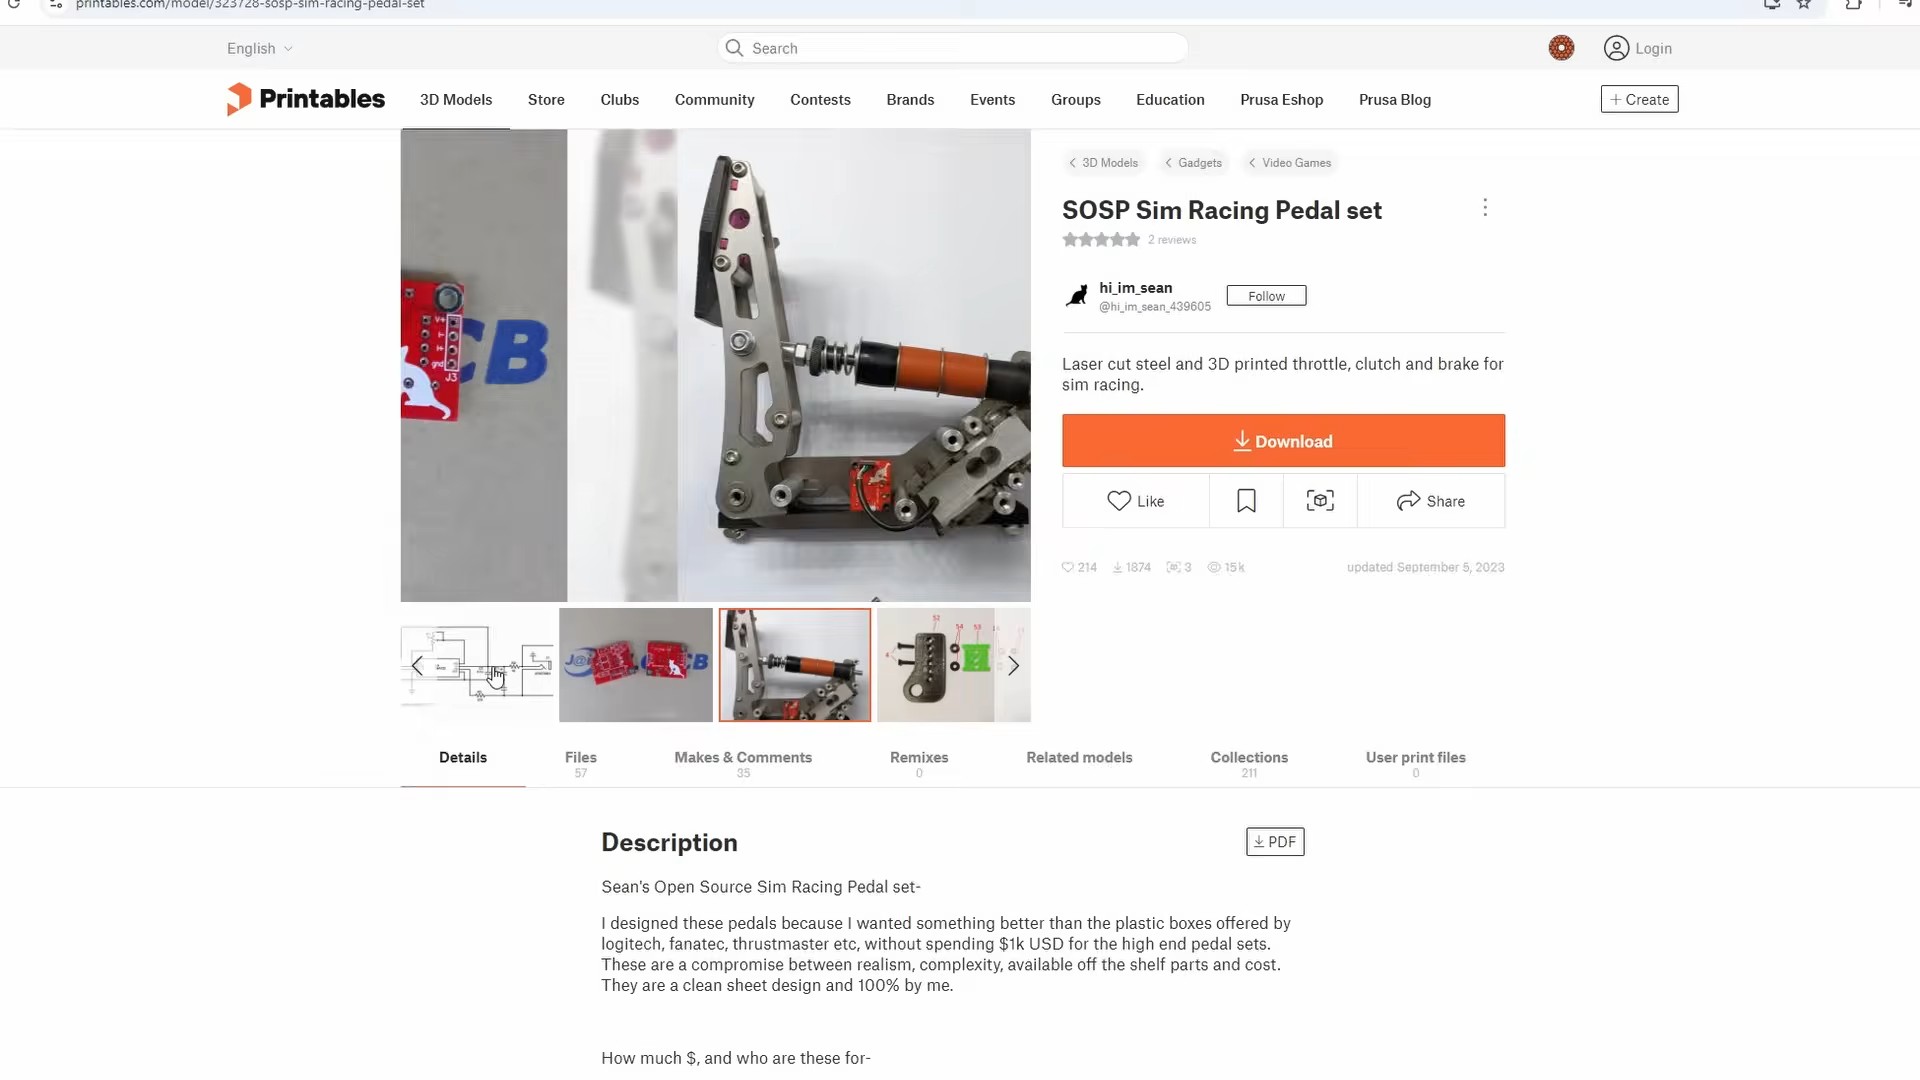 printables.com/model/323728-sosp-sim-racing-pedal-set
English
Search
Login
Printables
3D Models
Store
Clubs
Community
Contests
Brands
Events
Groups
Education
Prusa Eshop
Prusa Blog
+ Create
3D Models
Gadgets
Video Games
SOSP Sim Racing Pedal set
2 reviews
hi_im_sean
@hi_im_sean_439605
Follow
Laser cut steel and 3D printed throttle, clutch and brake for
sim racing.
Download
Like
Share
214
1874
3
15k
updated September 5, 2023
V+
gnd
J3
CB
52
54
53
Details
Files
57
Makes & Comments
35
Remixes
0
Related models
Collections
211
User print files
0
Description
PDF
Sean's Open Source Sim Racing Pedal set-
I designed these pedals because I wanted something better than the plastic boxes offered by
logitech, fanatec, thrustmaster etc, without spending $1k USD for the high end pedal sets.
These are a compromise between realism, complexity, available off the shelf parts and cost.
They are a clean sheet design and 100% by me.
How much $, and who are these for-